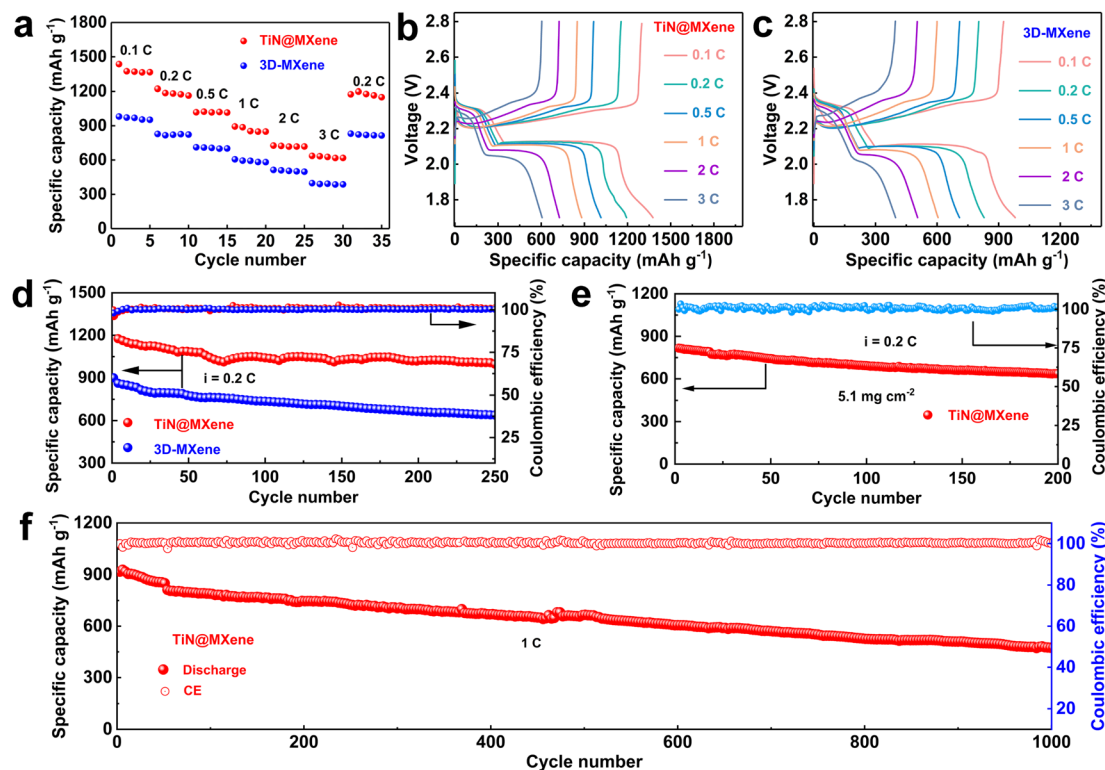 a
Specific capacity (mAh g⁻¹)
1800
1500
1200
900
600
300
0
0.1 C
0.2 C
0.5 C
1 C
2 C
3 C
0.2 C
TiN@MXene
3D-MXene
0 5 10 15 20 25 30 35
Cycle number
b
Voltage (V)
2.8
2.4
2.0
1.6
TiN@MXene
0.1 C
0.2 C
0.5 C
1 C
2 C
3 C
0 300 600 900 1200 1500 1800
Specific capacity (mAh g⁻¹)
c
Voltage (V)
2.8
2.4
2.0
1.6
3D-MXene
0.1 C
0.2 C
0.5 C
1 C
2 C
3 C
0 300 600 900 1200 1500
Specific capacity (mAh g⁻¹)
d
Specific capacity (mAh g⁻¹)
1500
1200
900
600
300
i = 0.2 C
TiN@MXene
3D-MXene
100
75
50
25
0
Coulombic efficiency (%)
0 50 100 150 200 250
Cycle number
e
Specific capacity (mAh g⁻¹)
1200
900
600
300
0
i = 0.2 C
5.1 mg cm⁻²
TiN@MXene
100
75
50
25
0
Coulombic efficiency (%)
0 50 100 150 200
Cycle number
f
Specific capacity (mAh g⁻¹)
1200
900
600
300
0
1 C
TiN@MXene
Discharge
CE
100
80
60
40
20
Coulombic efficiency (%)
0 200 400 600 800 1000
Cycle number